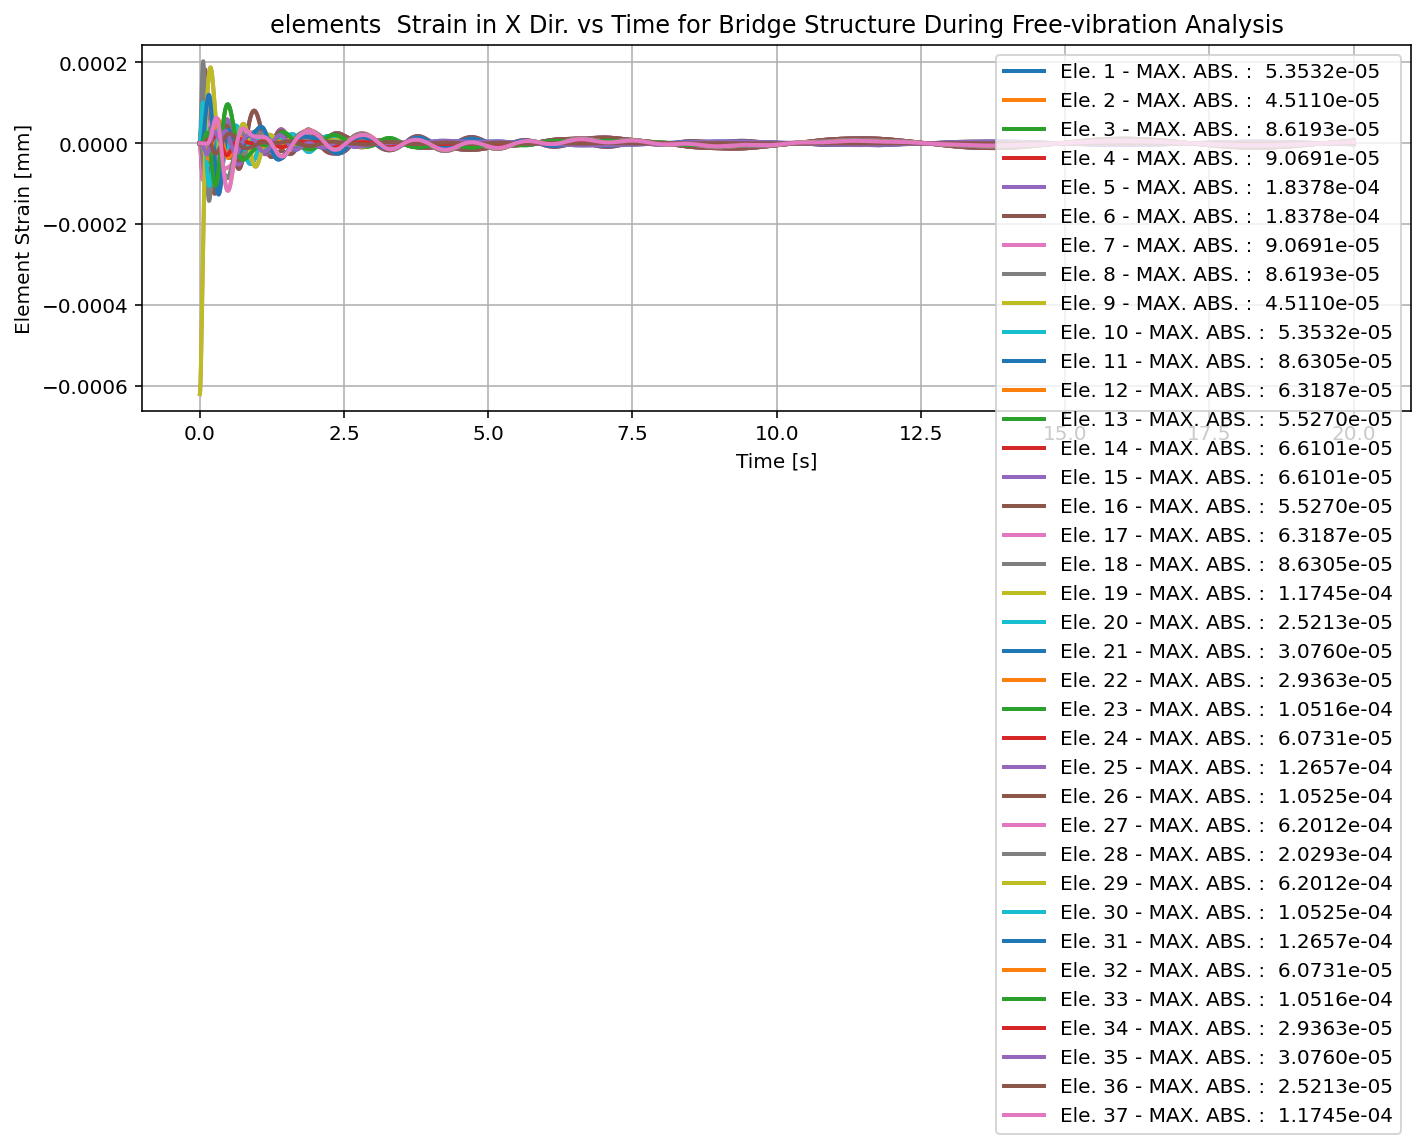 elements  Strain in X Dir. vs Time for Bridge Structure During Free-vibration Analysis
Element Strain [mm]
0.0002
0.0000
−0.0002
−0.0004
−0.0006
0.0
2.5
5.0
7.5
10.0
12.5
15.0
17.5
20.0
Time [s]
Ele. 1 - MAX. ABS. :  5.3532e-05
Ele. 2 - MAX. ABS. :  4.5110e-05
Ele. 3 - MAX. ABS. :  8.6193e-05
Ele. 4 - MAX. ABS. :  9.0691e-05
Ele. 5 - MAX. ABS. :  1.8378e-04
Ele. 6 - MAX. ABS. :  1.8378e-04
Ele. 7 - MAX. ABS. :  9.0691e-05
Ele. 8 - MAX. ABS. :  8.6193e-05
Ele. 9 - MAX. ABS. :  4.5110e-05
Ele. 10 - MAX. ABS. :  5.3532e-05
Ele. 11 - MAX. ABS. :  8.6305e-05
Ele. 12 - MAX. ABS. :  6.3187e-05
Ele. 13 - MAX. ABS. :  5.5270e-05
Ele. 14 - MAX. ABS. :  6.6101e-05
Ele. 15 - MAX. ABS. :  6.6101e-05
Ele. 16 - MAX. ABS. :  5.5270e-05
Ele. 17 - MAX. ABS. :  6.3187e-05
Ele. 18 - MAX. ABS. :  8.6305e-05
Ele. 19 - MAX. ABS. :  1.1745e-04
Ele. 20 - MAX. ABS. :  2.5213e-05
Ele. 21 - MAX. ABS. :  3.0760e-05
Ele. 22 - MAX. ABS. :  2.9363e-05
Ele. 23 - MAX. ABS. :  1.0516e-04
Ele. 24 - MAX. ABS. :  6.0731e-05
Ele. 25 - MAX. ABS. :  1.2657e-04
Ele. 26 - MAX. ABS. :  1.0525e-04
Ele. 27 - MAX. ABS. :  6.2012e-04
Ele. 28 - MAX. ABS. :  2.0293e-04
Ele. 29 - MAX. ABS. :  6.2012e-04
Ele. 30 - MAX. ABS. :  1.0525e-04
Ele. 31 - MAX. ABS. :  1.2657e-04
Ele. 32 - MAX. ABS. :  6.0731e-05
Ele. 33 - MAX. ABS. :  1.0516e-04
Ele. 34 - MAX. ABS. :  2.9363e-05
Ele. 35 - MAX. ABS. :  3.0760e-05
Ele. 36 - MAX. ABS. :  2.5213e-05
Ele. 37 - MAX. ABS. :  1.1745e-04